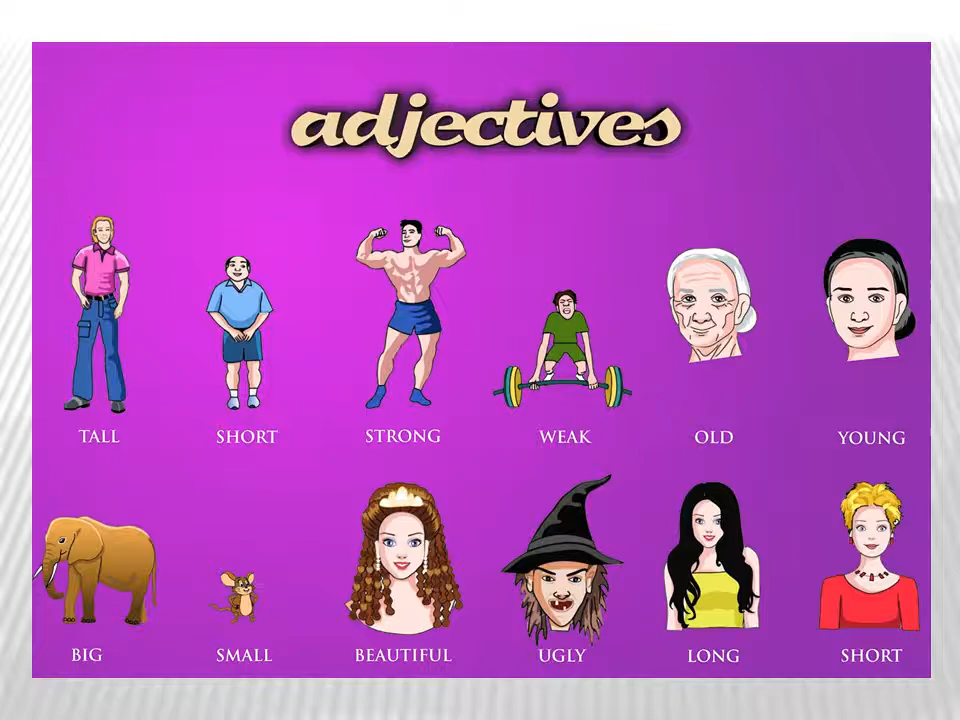 adjectives
TALL SHORT STRONG WEAK OLD YOUNG
BIG SMALL BEAUTIFUL UGLY LONG SHORT